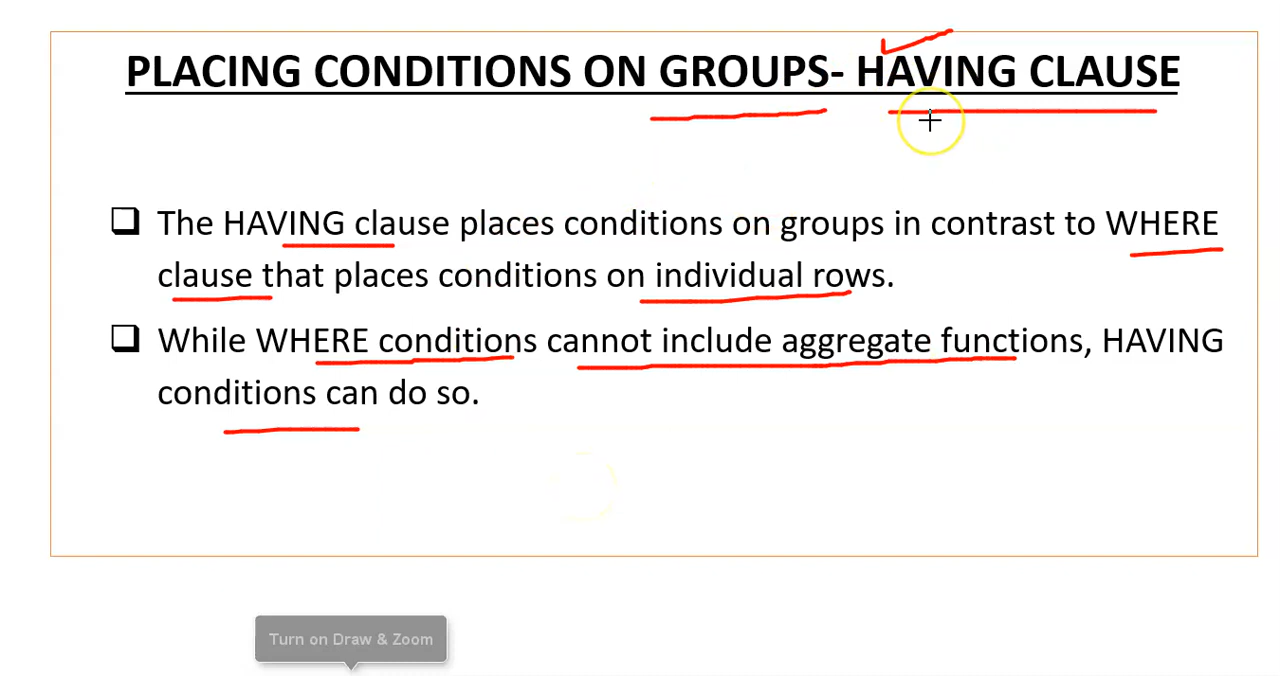 PLACING CONDITIONS ON GROUPS- HAVING CLAUSE
The HAVING clause places conditions on groups in contrast to WHERE
clause that places conditions on individual rows.
While WHERE conditions cannot include aggregate functions, HAVING
conditions can do so.
Turn on Draw & Zoom